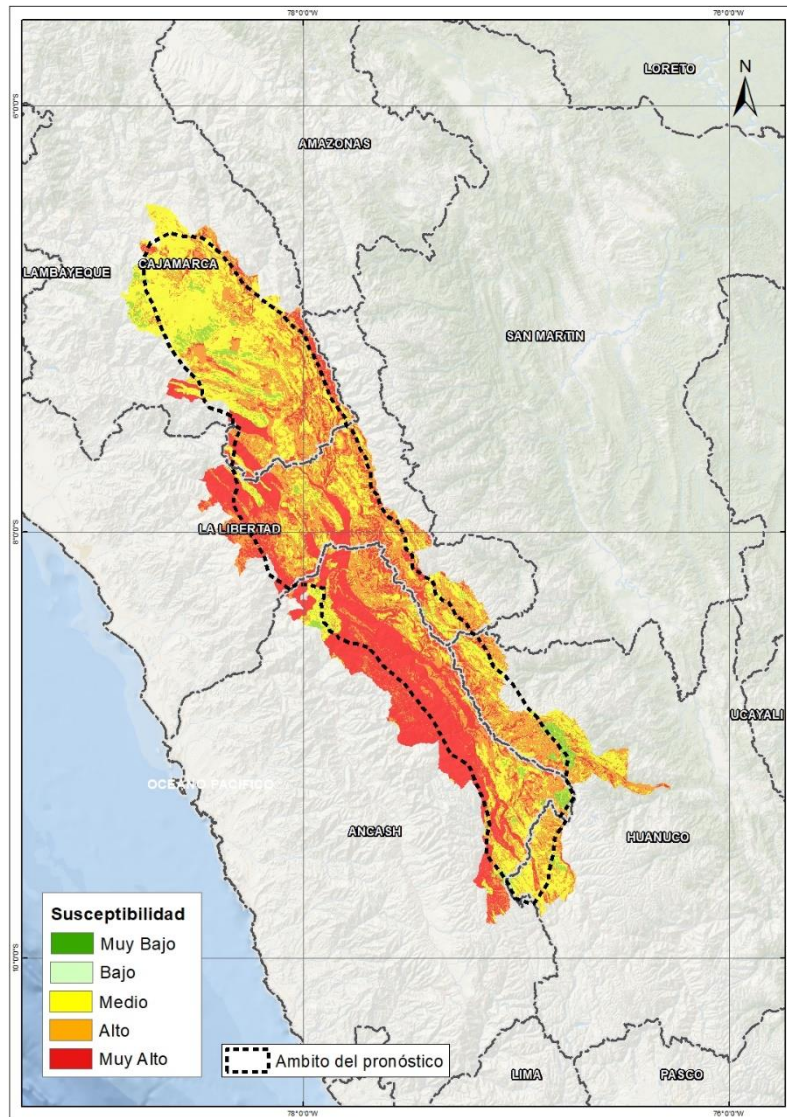 78°0'0"W
76°0'0"W
LORETO
N
6°0'0"S
AMAZONAS
CAJAMARCA
LAMBAYEQUE
SAN MARTIN
8°0'0"S
LA LIBERTAD
UCAYALI
OCEANO PACIFICO
ANCASH
HUANUCO
Susceptibilidad
Muy Bajo
Bajo
Medio
Alto
Muy Alto
10°0'0"S
Ambito del pronóstico
LIMA
PASCO
78°0'0"W
76°0'0"W